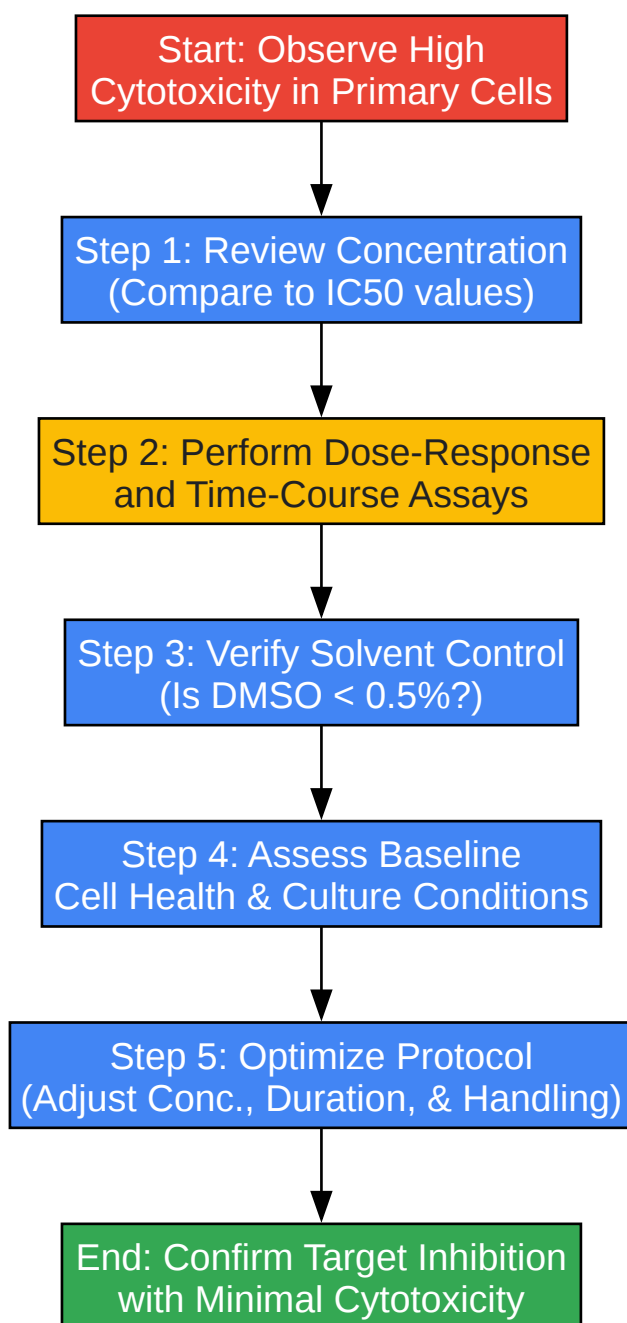 Start: Observe High
Cytotoxicity in Primary Cells
Step 1: Review Concentration
(Compare to IC50 values)
Step 2: Perform Dose-Response
and Time-Course Assays
Step 3: Verify Solvent Control
(Is DMSO < 0.5%?)
Step 4: Assess Baseline
Cell Health & Culture Conditions
Step 5: Optimize Protocol
(Adjust Conc., Duration, & Handling)
End: Confirm Target Inhibition
with Minimal Cytotoxicity